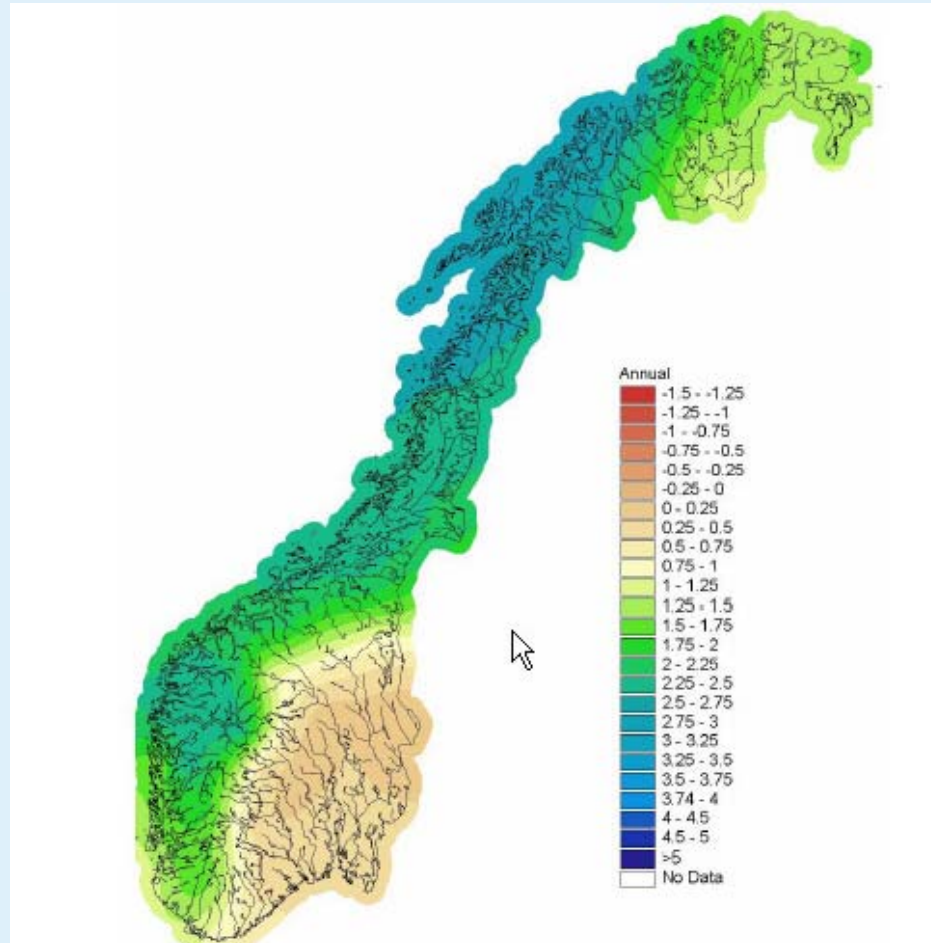 Annual
-1.5 - -1.25
-1.25 - -1
-1 - -0.75
-0.75 - -0.5
-0.5 - -0.25
-0.25 - 0
0 - 0.25
0.25 - 0.5
0.5 - 0.75
0.75 - 1
1 - 1.25
1.25 - 1.5
1.5 - 1.75
1.75 - 2
2 - 2.25
2.25 - 2.5
2.5 - 2.75
2.75 - 3
3 - 3.25
3.25 - 3.5
3.5 - 3.75
3.74 - 4
4 - 4.5
4.5 - 5
>5
No Data